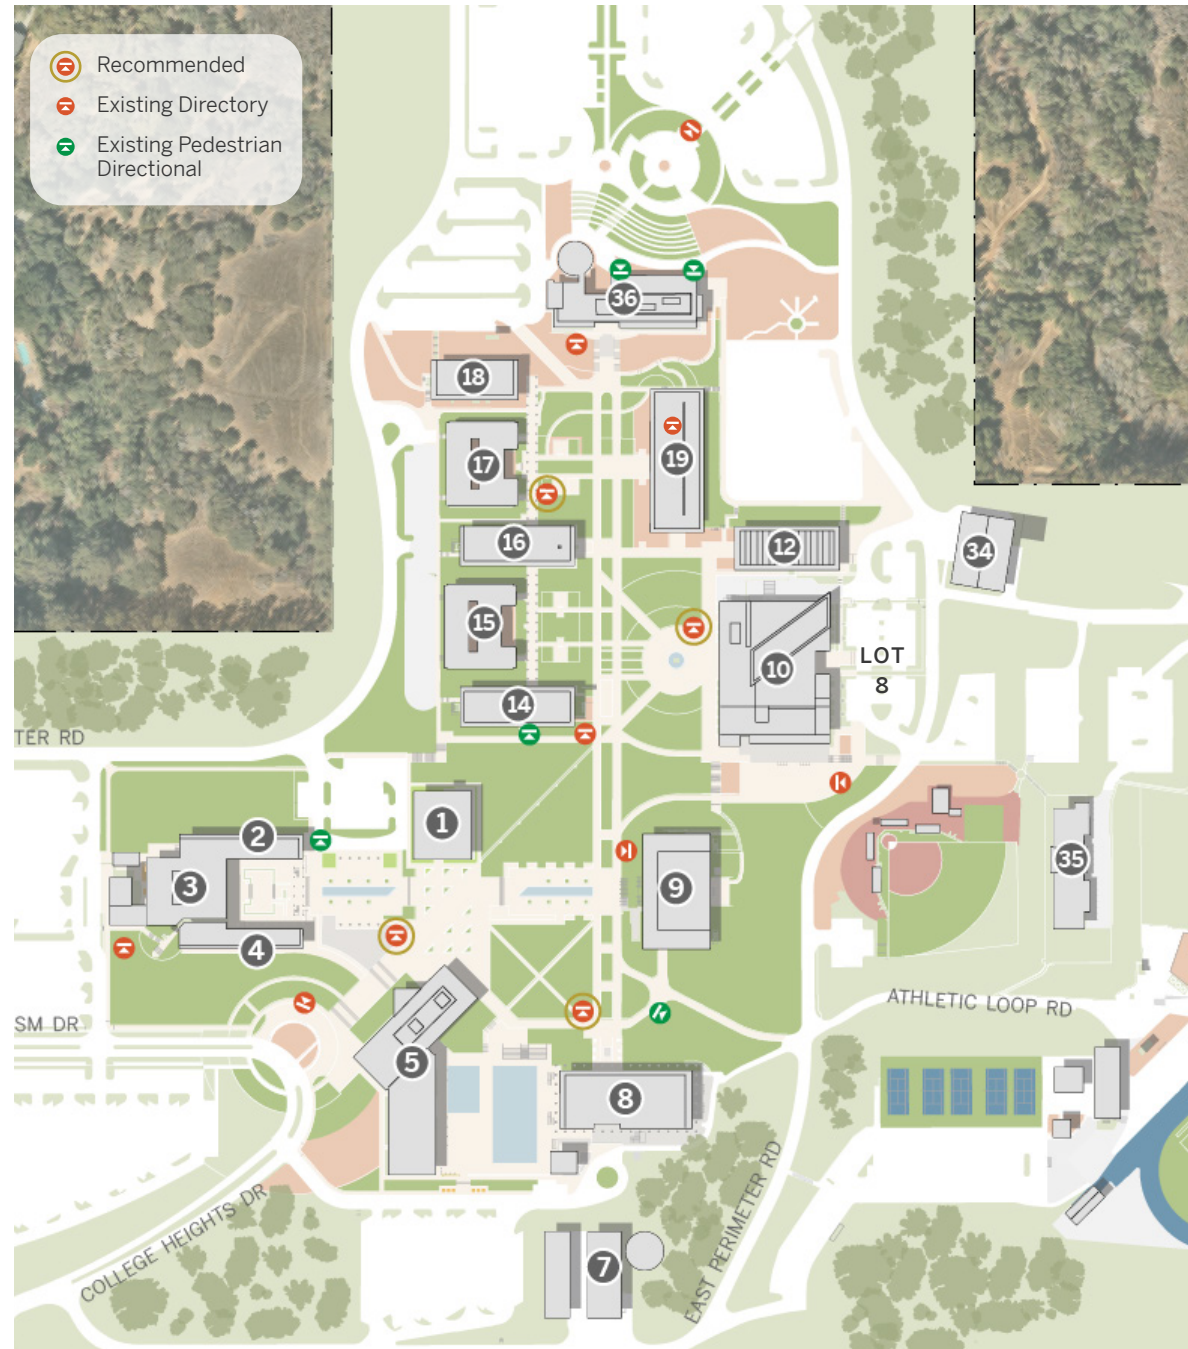 Recommended
Existing Directory
Existing Pedestrian
Directional
36
18
19
17
16
12
34
15
10
LOT
8
14
TER RD
1
2
3
9
35
4
ATHLETIC LOOP RD
SM DR
5
8
COLLEGE HEIGHTS DR
EAST PERIMETER RD
7